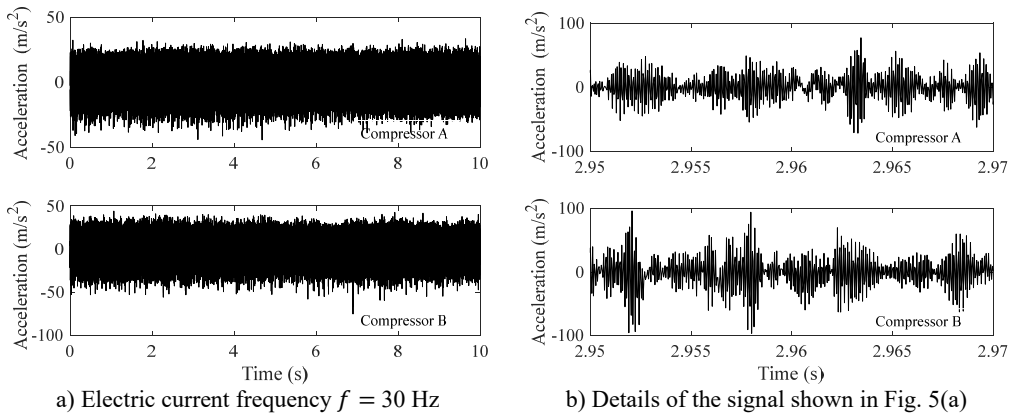 Acceleration (m/s²)
50
0
-50
Compressor A
0 2 4 6 8 10
Acceleration (m/s²)
50
0
-50
-100
Compressor B
0 2 4 6 8 10
Time (s)
a) Electric current frequency f = 30 Hz
Acceleration (m/s²)
100
0
-100
Compressor A
2.95 2.955 2.96 2.965 2.97
Acceleration (m/s²)
100
0
-100
Compressor B
2.95 2.955 2.96 2.965 2.97
Time (s)
b) Details of the signal shown in Fig. 5(a)